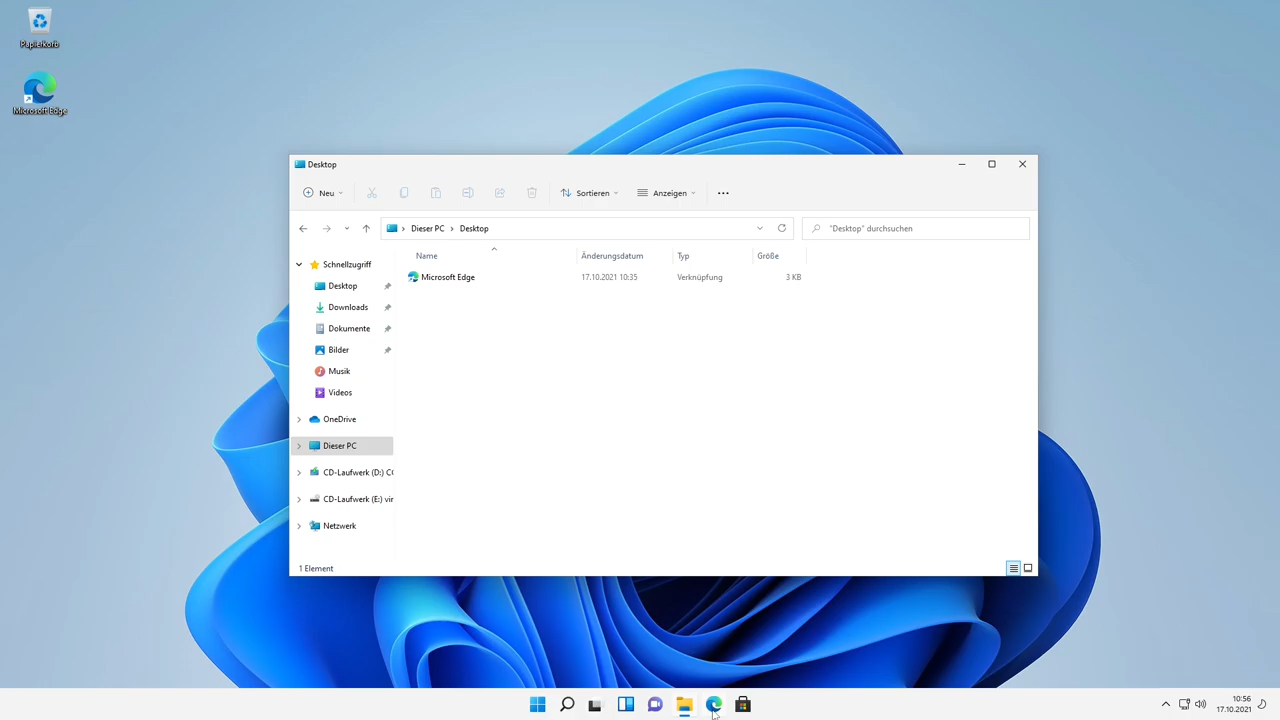 Papierkorb
Microsoft Edge
Desktop
Neu
Sortieren
Anzeigen
Dieser PC
Desktop
"Desktop" durchsuchen
Name
Änderungsdatum
Typ
Größe
Microsoft Edge
17.10.2021 10:35
Verknüpfung
3 KB
Schnellzugriff
Desktop
Downloads
Dokumente
Bilder
Musik
Videos
OneDrive
Dieser PC
CD-Laufwerk (D:)
CD-Laufwerk (E:) vir
Netzwerk
1 Element
10:56
17.10.2021